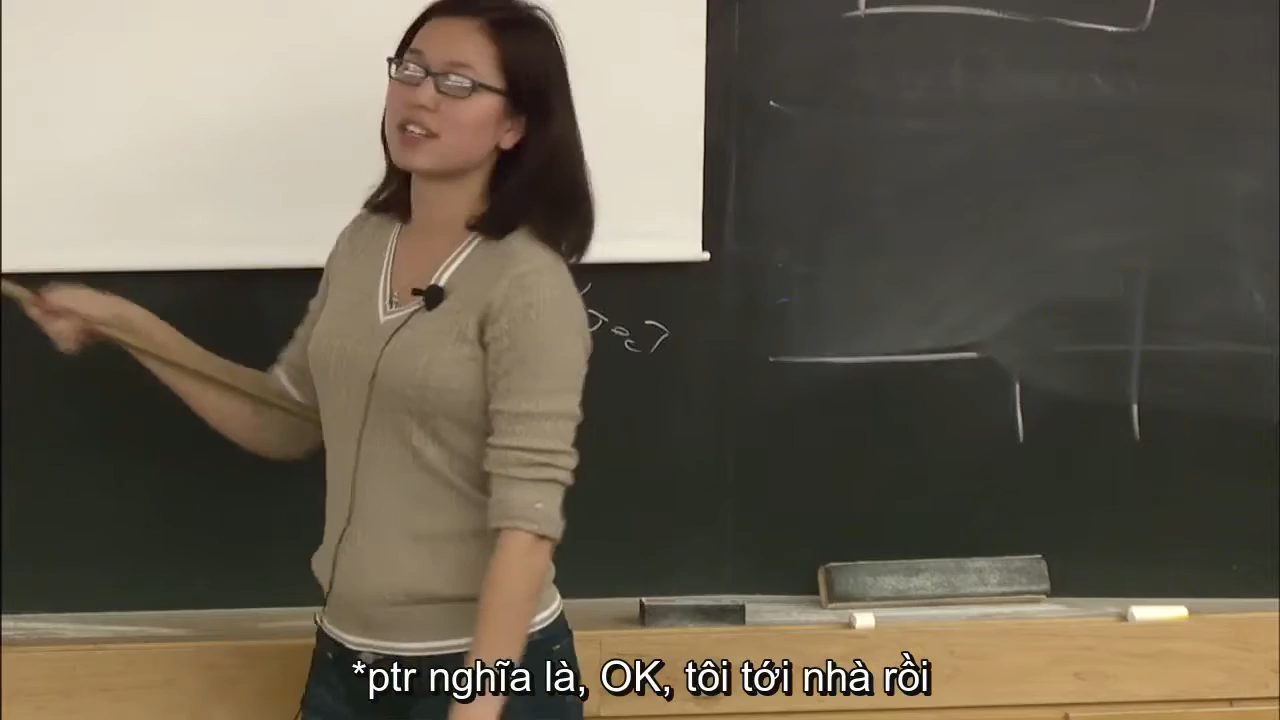 *ptr nghĩa là, OK, tôi tới nhà rồi